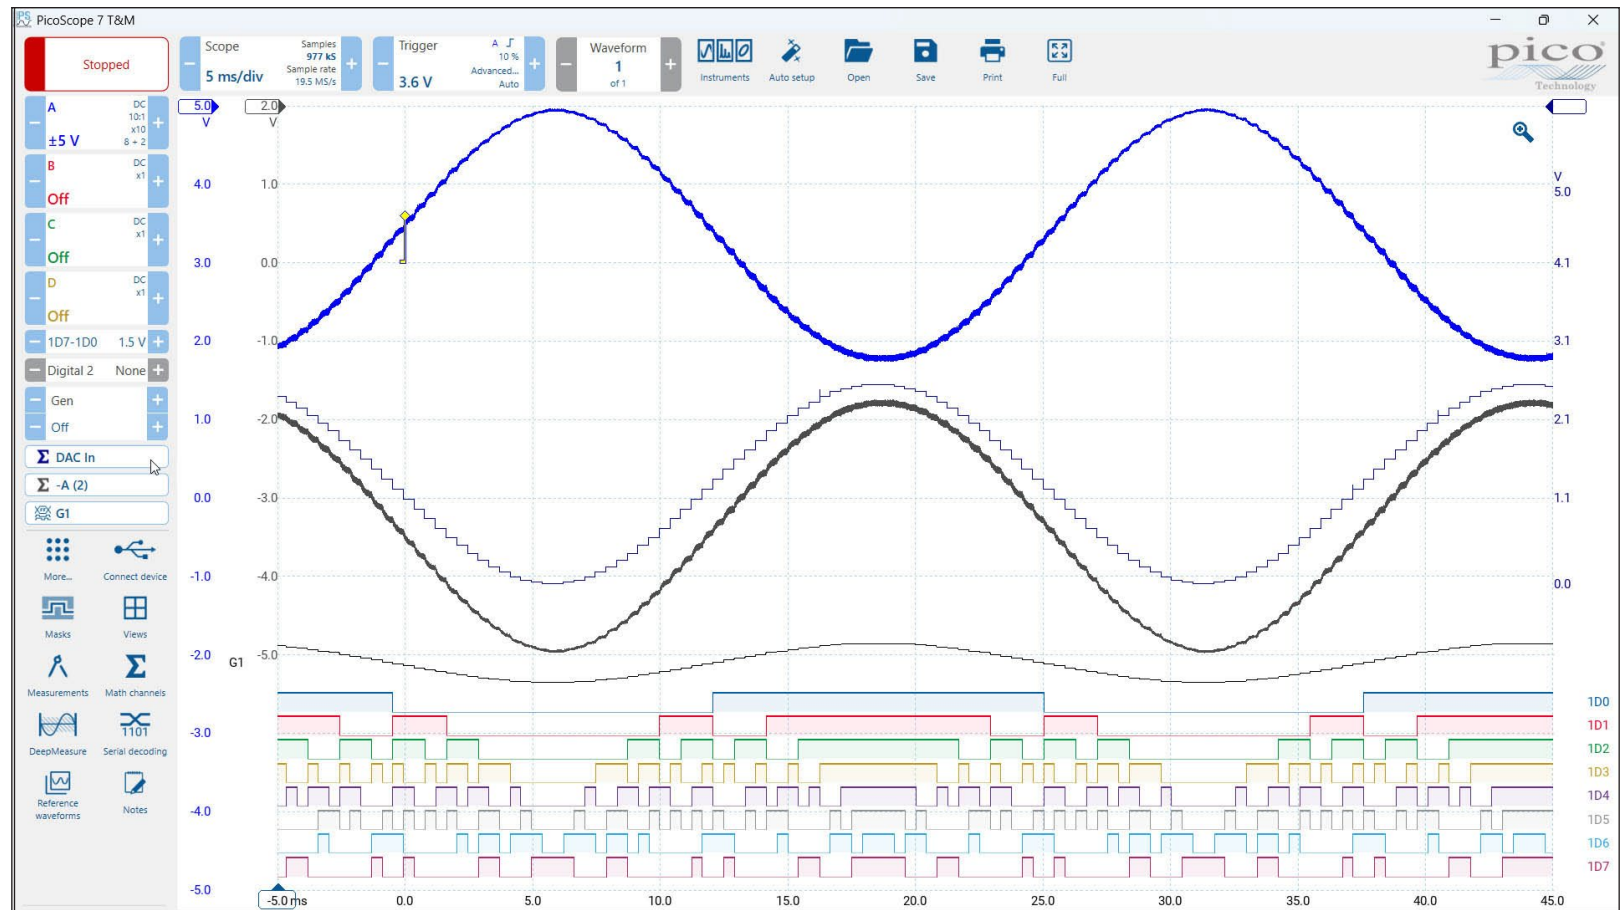 PicoScope 7 T&M
Stopped
Scope
5 ms/div
Samples
977 kS
Sample rate
19.5 MS/s
Trigger
3.6 V
A
10 %
Advanced...
Auto
Waveform
1
of 1
Instruments
Auto setup
Open
Save
Print
Full
pico
Technology
A
DC
10:1
x10
±5 V
8 + 2
B
DC
x1
Off
C
DC
x1
Off
D
DC
x1
Off
1D7-1D0 1.5 V
Digital 2 None
Gen
Off
Σ DAC In
Σ -A (2)
G1
More...
Connect device
Masks
Views
Measurements
Math channels
DeepMeasure
1101
Serial decoding
Reference waveforms
Notes
5.0
V
4.0
3.0
2.0
1.0
0.0
-1.0
-2.0
-3.0
-4.0
-5.0
2.0
V
1.0
0.0
-1.0
-2.0
-3.0
-4.0
-5.0
G1
V
5.0
4.1
3.1
2.1
1.1
0.0
1D0
1D1
1D2
1D3
1D4
1D5
1D6
1D7
-5.0 ms 0.0 5.0 10.0 15.0 20.0 25.0 30.0 35.0 40.0 45.0